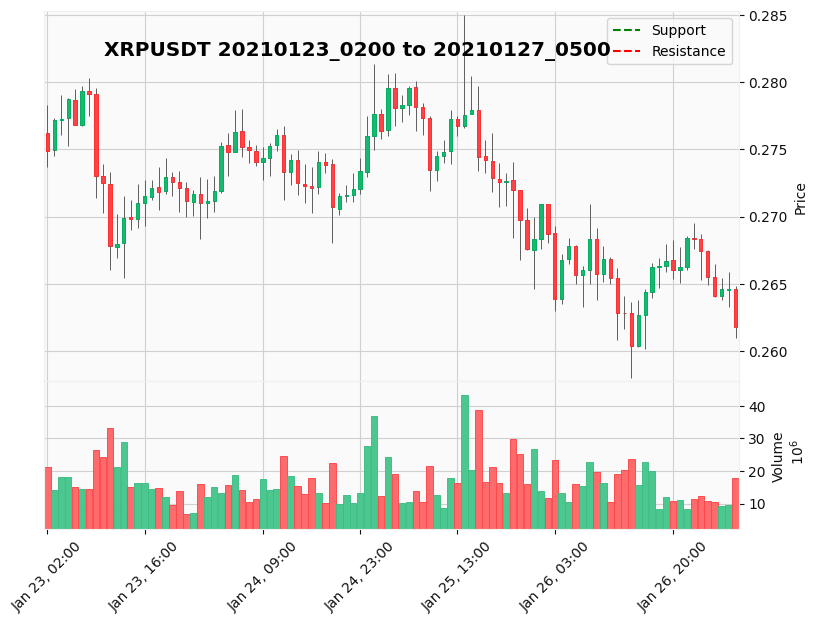 XRPUSDT 20210123_0200 to 20210127_0500
Support
Resistance
0.285
0.280
0.275
0.270
0.265
0.260
Price
40
30
20
10
Volume
10^6
Jan 23, 02:00
Jan 23, 16:00
Jan 24, 09:00
Jan 24, 23:00
Jan 25, 13:00
Jan 26, 03:00
Jan 26, 20:00